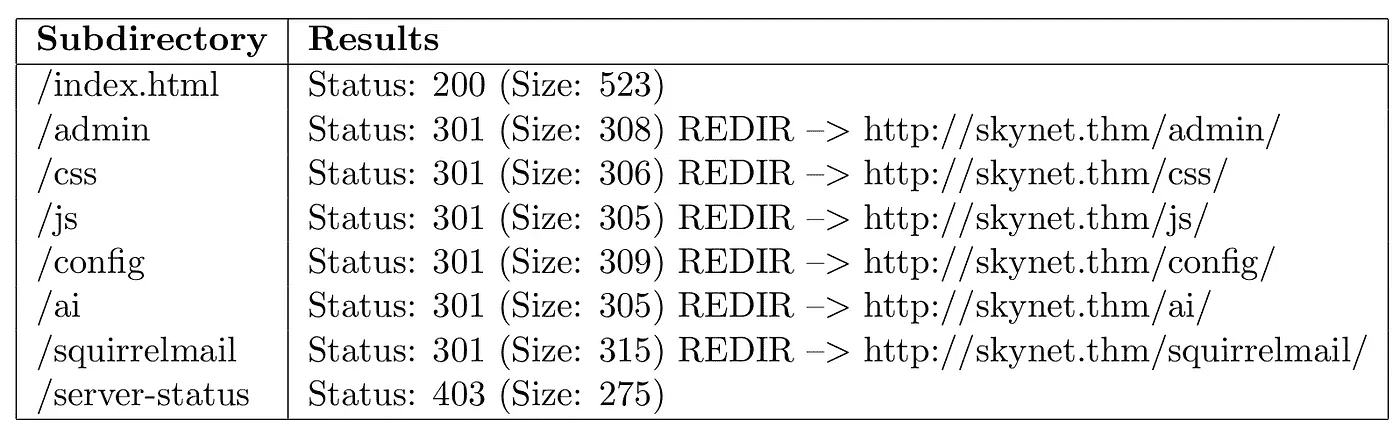 Subdirectory Results
/index.html Status: 200 (Size: 523)
/admin Status: 301 (Size: 308) REDIR –> http://skynet.thm/admin/
/css Status: 301 (Size: 306) REDIR –> http://skynet.thm/css/
/js Status: 301 (Size: 305) REDIR –> http://skynet.thm/js/
/config Status: 301 (Size: 309) REDIR –> http://skynet.thm/config/
/ai Status: 301 (Size: 305) REDIR –> http://skynet.thm/ai/
/squirrelmail Status: 301 (Size: 315) REDIR –> http://skynet.thm/squirrelmail/
/server-status Status: 403 (Size: 275)